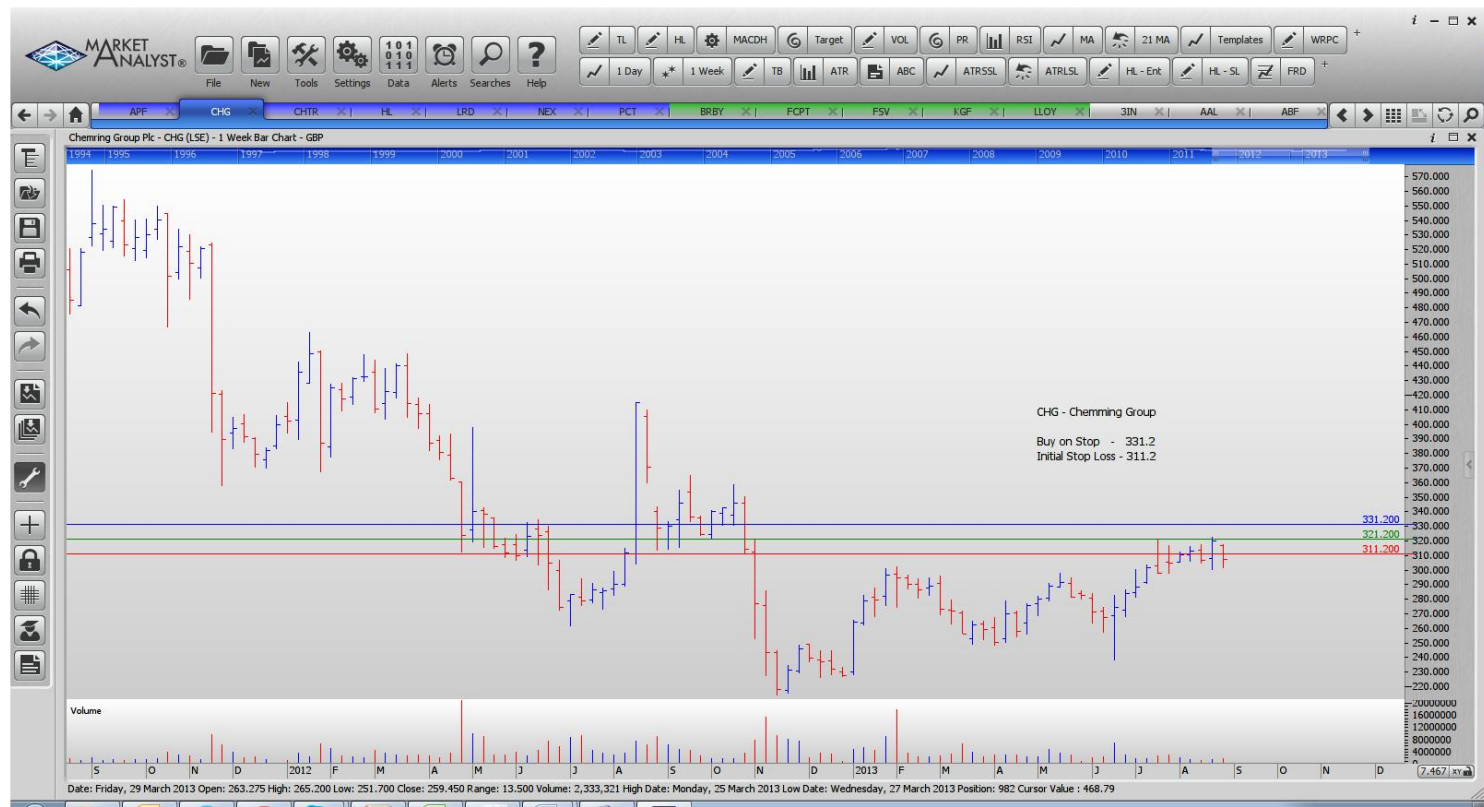 i
MARKET
ANALYST®
File New Tools Settings Data Alerts Searches Help
101
010
111
TL HL MACDH Target VOL PR RSI MA 21 MA Templates WRPC +
1 Day 1 Week TB ATR ABC ATRSSL ATRLSL HL - Ent HL - SL FRD +
APF CHG CHTR HL LRD NEX PCT BRBY FCPT FSV KGF LLOY 3IN AAL ABF
Chemring Group Plc - CHG (LSE) - 1 Week Bar Chart - GBP
i
1994 1995 1996 1997 1998 1999 2000 2001 2002 2003 2004 2005 2006 2007 2008 2009 2010 2011 2012 2013
570.000
560.000
550.000
540.000
530.000
520.000
510.000
500.000
490.000
480.000
470.000
460.000
450.000
440.000
430.000
420.000
410.000
400.000
390.000
380.000
370.000
360.000
350.000
340.000
330.000
320.000
310.000
300.000
290.000
280.000
270.000
260.000
250.000
240.000
230.000
220.000
CHG - Chemming Group
Buy on Stop - 331.2
Initial Stop Loss - 311.2
331.200
321.200
311.200
Volume
20000000
16000000
12000000
8000000
4000000
0
S O N D 2012 F M A M J J A S O N D 2013 F M A M J J A S O N D
7.467 XY
Date: Friday, 29 March 2013 Open: 263.275 High: 265.200 Low: 251.700 Close: 259.450 Range: 13.500 Volume: 2,333,321 High Date: Monday, 25 March 2013 Low Date: Wednesday, 27 March 2013 Position: 982 Cursor Value : 468.79